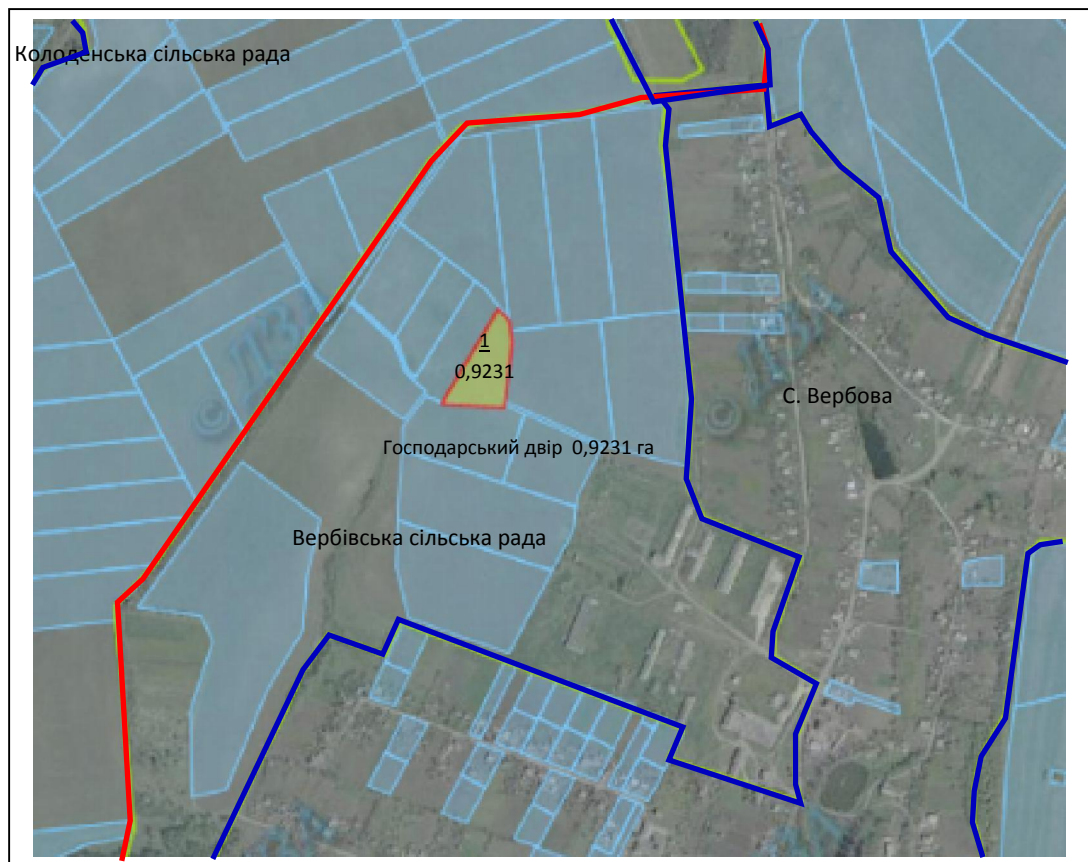 Колоденська сільська рада
1
0,9231
С. Вербова
Господарський двір 0,9231 га
Вербівська сільська рада